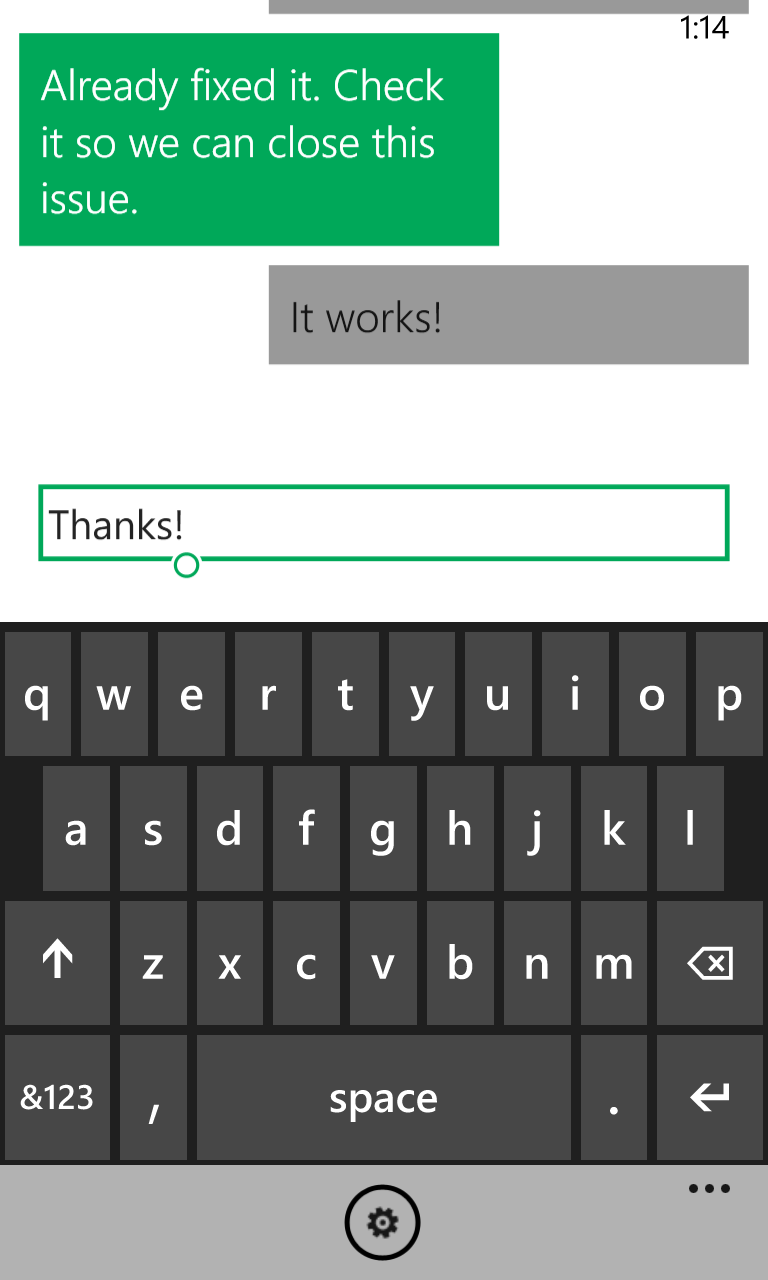 1:14
Already fixed it. Check
it so we can close this
issue.
It works!
Thanks!
q w e r t y u i o p
a s d f g h j k l
z x c v b n m
&123 , space .